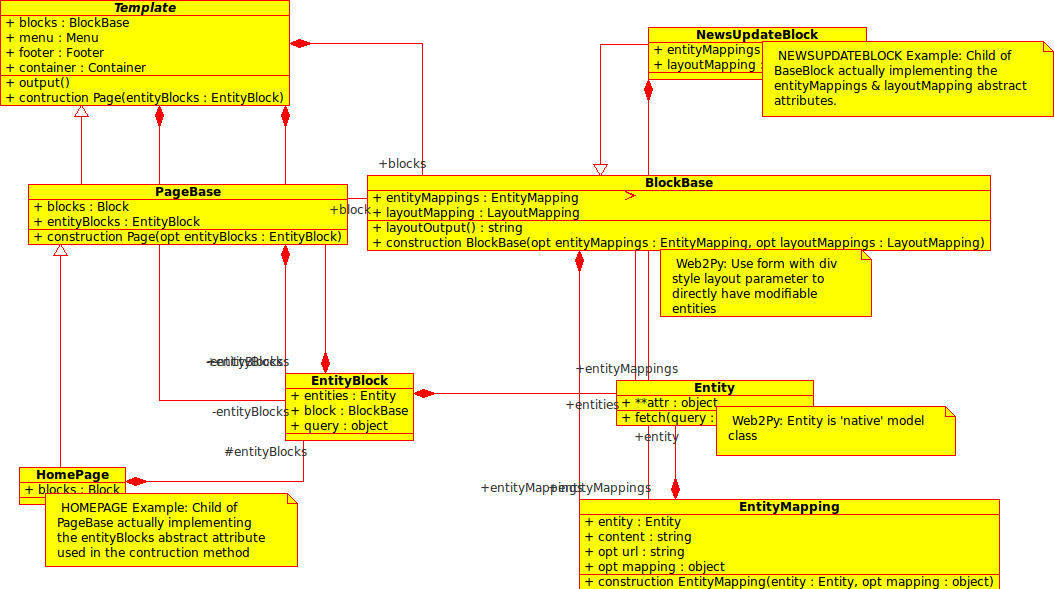 Template
+ blocks : BlockBase
+ menu : Menu
+ footer : Footer
+ container : Container
+ output()
+ contruction Page(entityBlocks : EntityBlock)
NewsUpdateBlock
+ entityMappings
+ layoutMapping :
NEWSUPDATEBLOCK Example: Child of
BaseBlock actually implementing the
entityMappings & layoutMapping abstract
attributes.
+blocks
PageBase
+ blocks : Block
+ entityBlocks : EntityBlock
+ construction Page(opt entityBlocks : EntityBlock)
+block
BlockBase
+ entityMappings : EntityMapping
+ layoutMapping : LayoutMapping
+ layoutOutput() : string
+ construction BlockBase(opt entityMappings : EntityMapping, opt layoutMappings : LayoutMapping)
Web2Py: Use form with div
style layout parameter to
directly have modifiable
entities
+entityBlocks
+entityMappings
EntityBlock
+ entities : Entity
+ block : BlockBase
+ query : object
-entityBlocks
#entityBlocks
+entities
Entity
+ **attr : object
+ fetch(query :
Web2Py: Entity is 'native' model
class
+entity
HomePage
+ blocks : Block
HOMEPAGE Example: Child of
PageBase actually implementing
the entityBlocks abstract attribute
used in the contruction method
+entityMappings
+entityMappings
EntityMapping
+ entity : Entity
+ content : string
+ opt url : string
+ opt mapping : object
+ construction EntityMapping(entity : Entity, opt mapping : object)